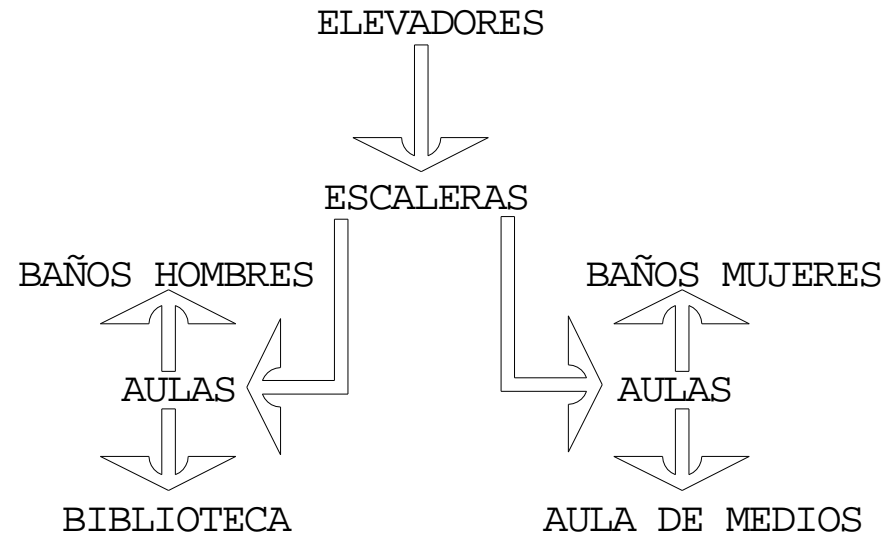 ELEVADORES
ESCALERAS
BAÑOS HOMBRES
BAÑOS MUJERES
AULAS
AULAS
BIBLIOTECA
AULA DE MEDIOS